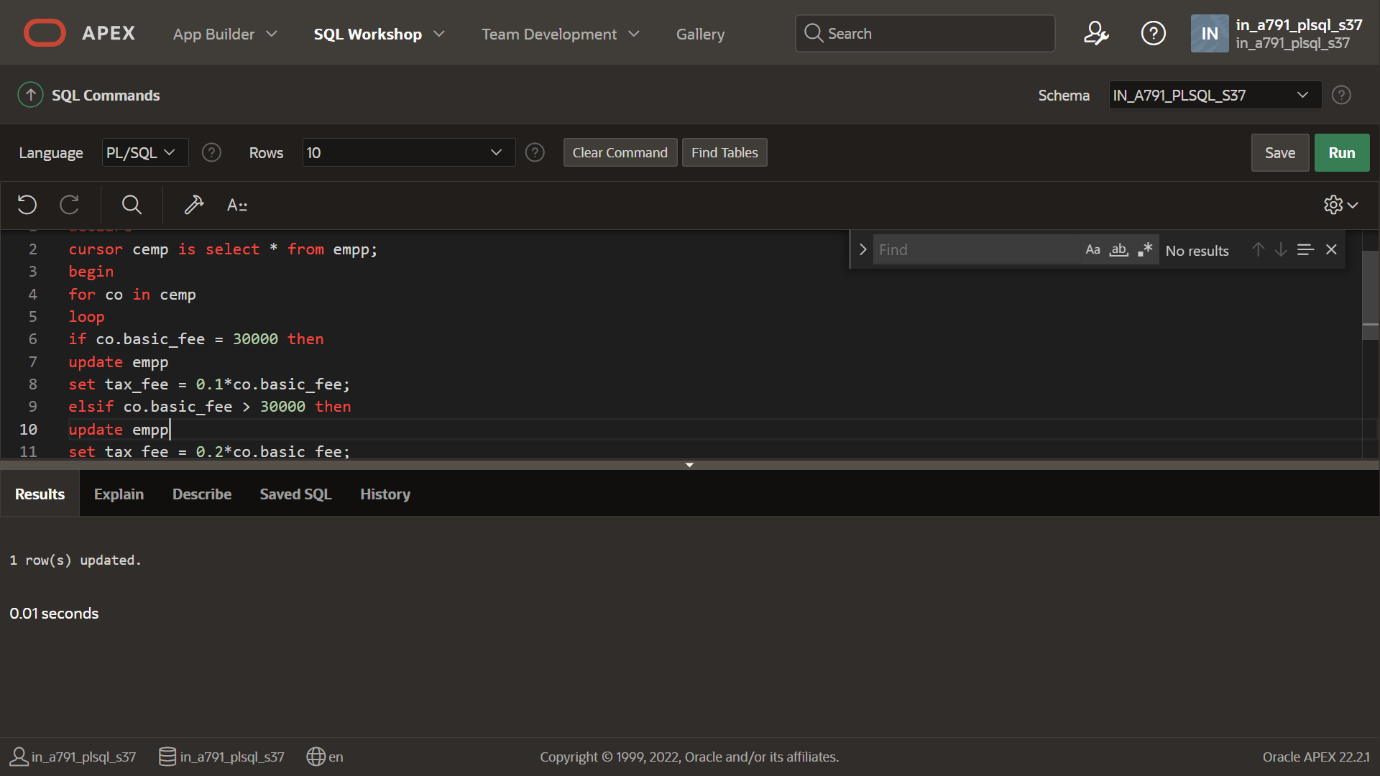 APEX App Builder SQL Workshop Team Development Gallery Search IN in_a791_plsql_s37
in_a791_plsql_s37
SQL Commands Schema IN_A791_PLSQL_S37
Language PL/SQL Rows 10 Clear Command Find Tables Save Run
A::
2 cursor cemp is select * from empp;
Find Aa ab .* No results
3 begin
4 for co in cemp
5 loop
6 if co.basic_fee = 30000 then
7 update empp
8 set tax_fee = 0.1*co.basic_fee;
9 elsif co.basic_fee > 30000 then
10 update empp
11 set tax_fee = 0.2*co.basic_fee;
Results Explain Describe Saved SQL History
1 row(s) updated.
0.01 seconds
in_a791_plsql_s37 in_a791_plsql_s37 en Copyright © 1999, 2022, Oracle and/or its affiliates. Oracle APEX 22.2.1